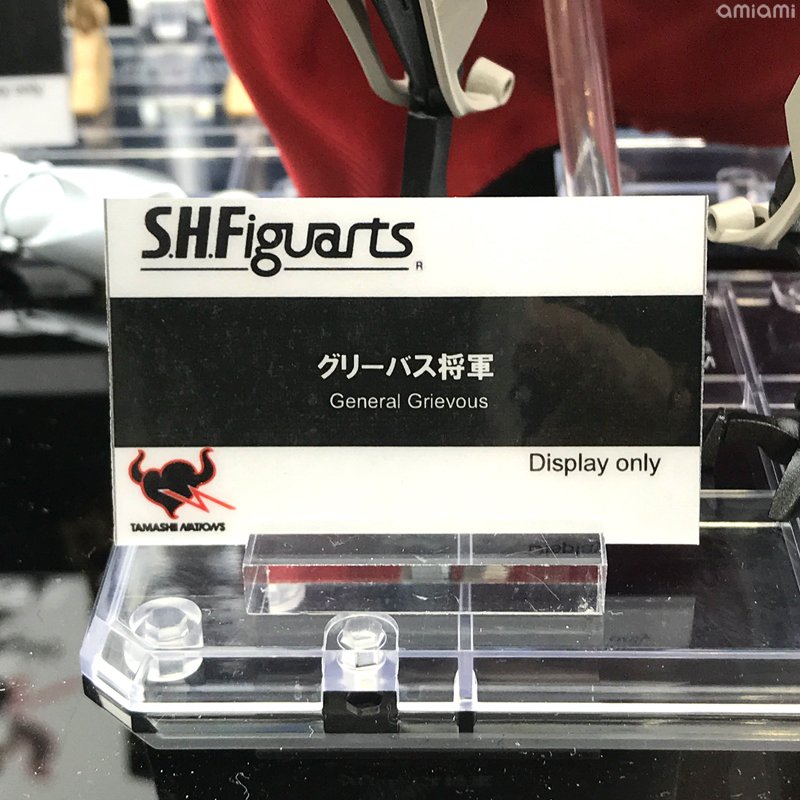 amiami
S.H.Figuarts
R
グリーバス将軍
General Grievous
Display only
TAMASHII NATIONS